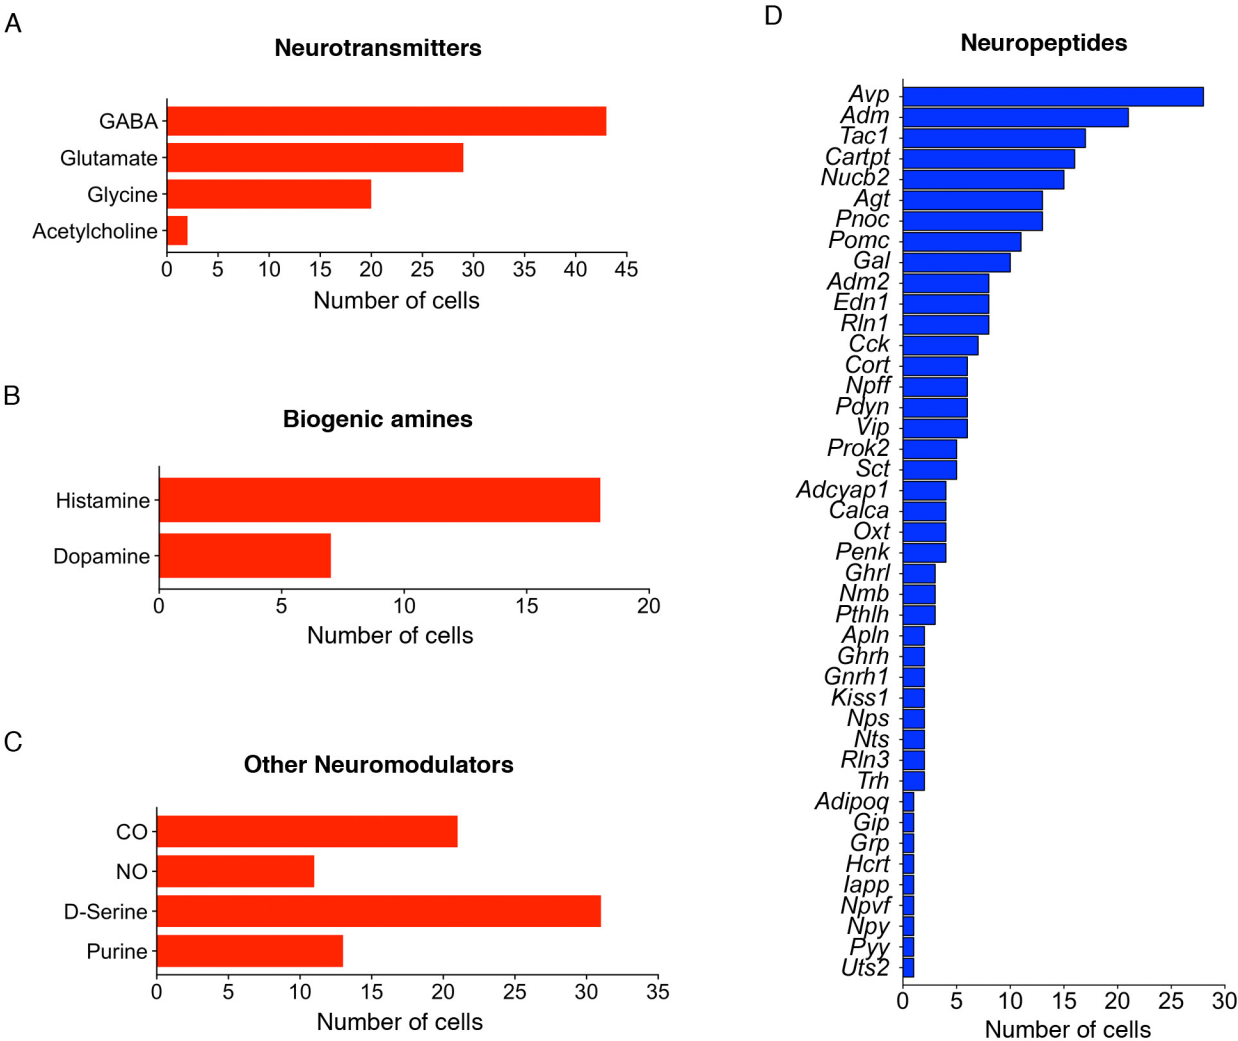 A
Neurotransmitters
GABA
Glutamate
Glycine
Acetylcholine
0 5 10 15 20 25 30 35 40 45
Number of cells
B
Biogenic amines
Histamine
Dopamine
0 5 10 15 20
Number of cells
C
Other Neuromodulators
CO
NO
D-Serine
Purine
0 5 10 15 20 25 30 35
Number of cells
D
Neuropeptides
Avp
Adm
Tac1
Cartpt
Nucb2
Agt
Pnoc
Pomc
Gal
Adm2
Edn1
Rln1
Cck
Cort
Npff
Pdyn
Vip
Prok2
Sct
Adcyap1
Calca
Oxt
Penk
Ghrl
Nmb
Pthlh
Apln
Ghrh
Gnrh1
Kiss1
Nps
Nts
Rln3
Trh
Adipoq
Gip
Grp
Hcrt
Iapp
Npvf
Npy
Pyy
Uts2
0 5 10 15 20 25 30
Number of cells